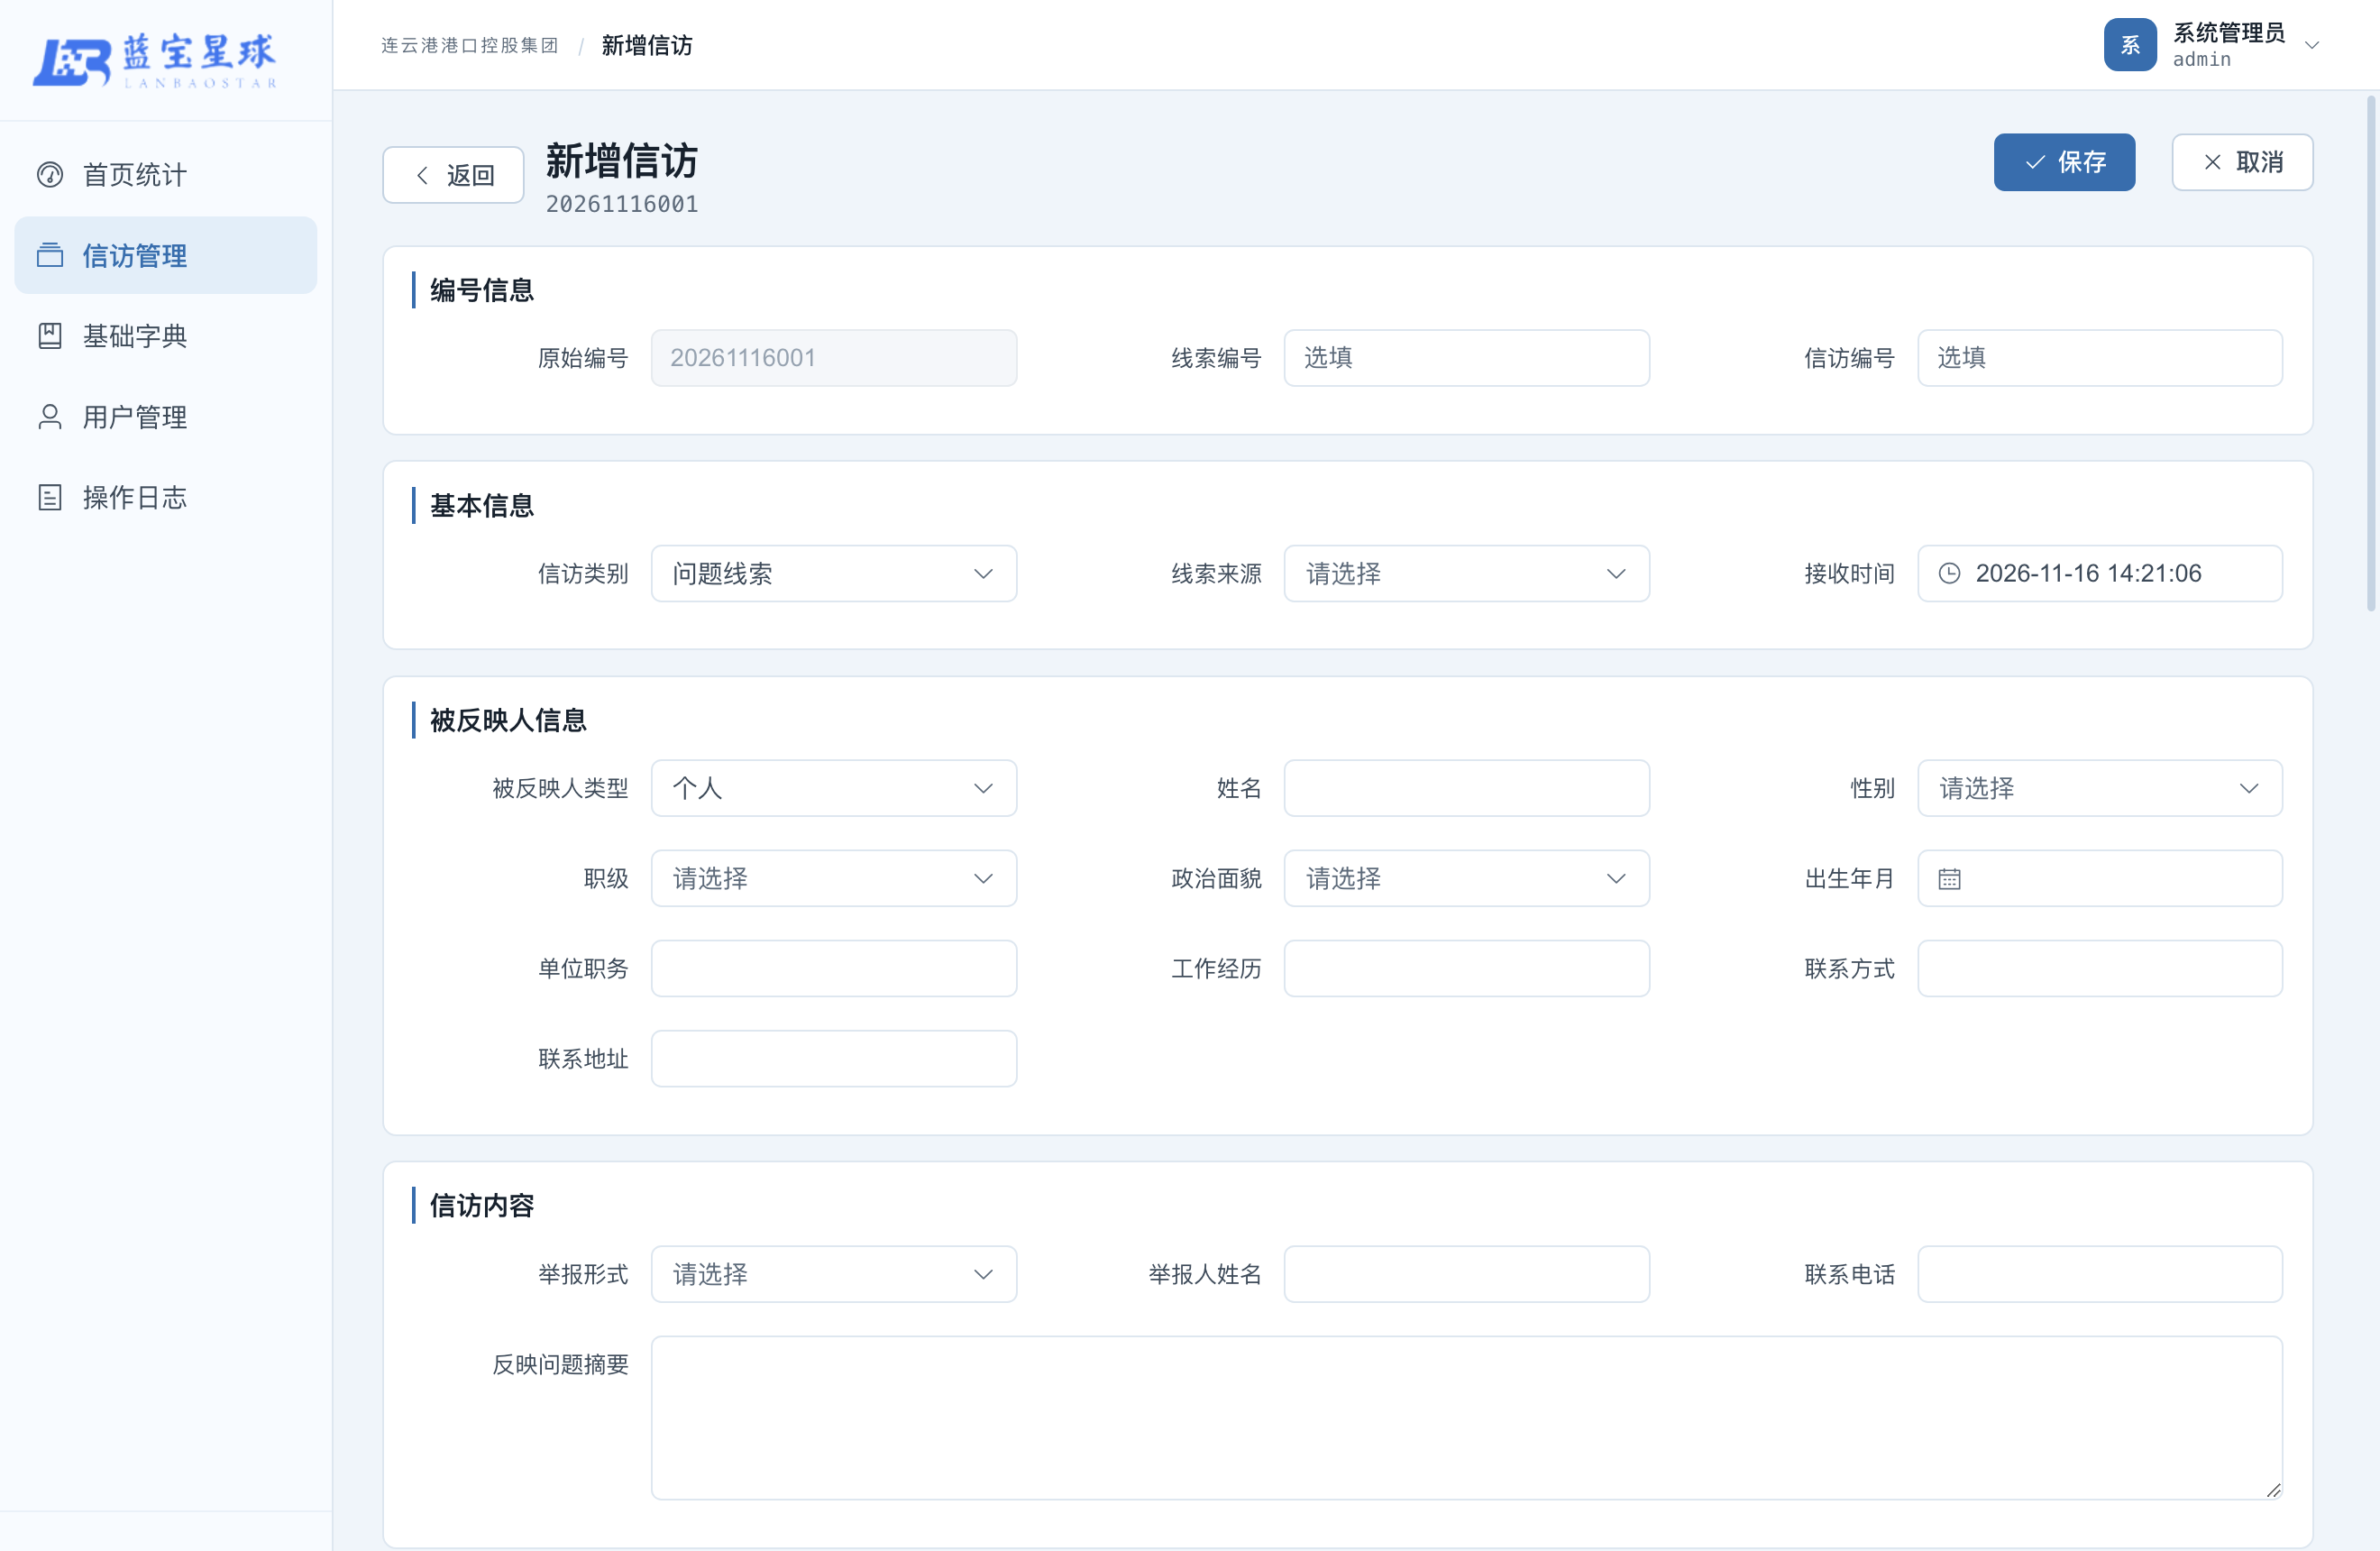 蓝宝星球
LANBAOSTAR
连云港港口控股集团 / 新增信访
系
系统管理员
admin
首页统计
信访管理
基础字典
用户管理
操作日志
返回
新增信访
20261116001
保存
取消
编号信息
原始编号 20261116001 线索编号 选填 信访编号 选填
基本信息
信访类别 问题线索 线索来源 请选择 接收时间 2026-11-16 14:21:06
被反映人信息
被反映人类型 个人 姓名 性别 请选择
职级 请选择 政治面貌 请选择 出生年月
单位职务 工作经历 联系方式
联系地址
信访内容
举报形式 请选择 举报人姓名 联系电话
反映问题摘要